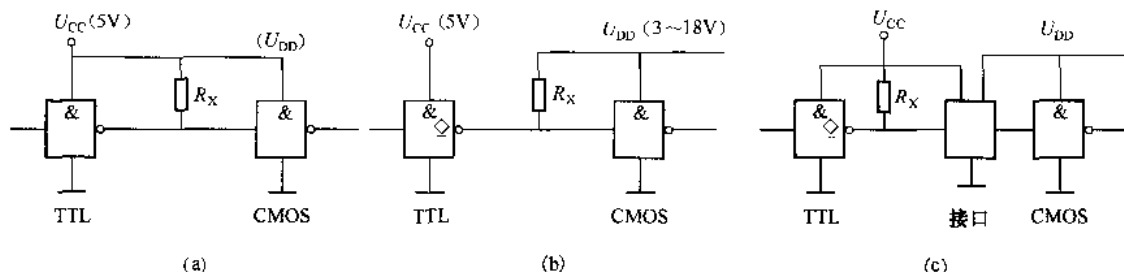 U_CC (5V)
(U_DD)
R_X
&
&
TTL
CMOS
(a)
U_CC (5V)
U_DD (3～18V)
R_X
&
&
TTL
CMOS
(b)
U_CC
U_DD
R_X
&
&
TTL
接口
CMOS
(c)